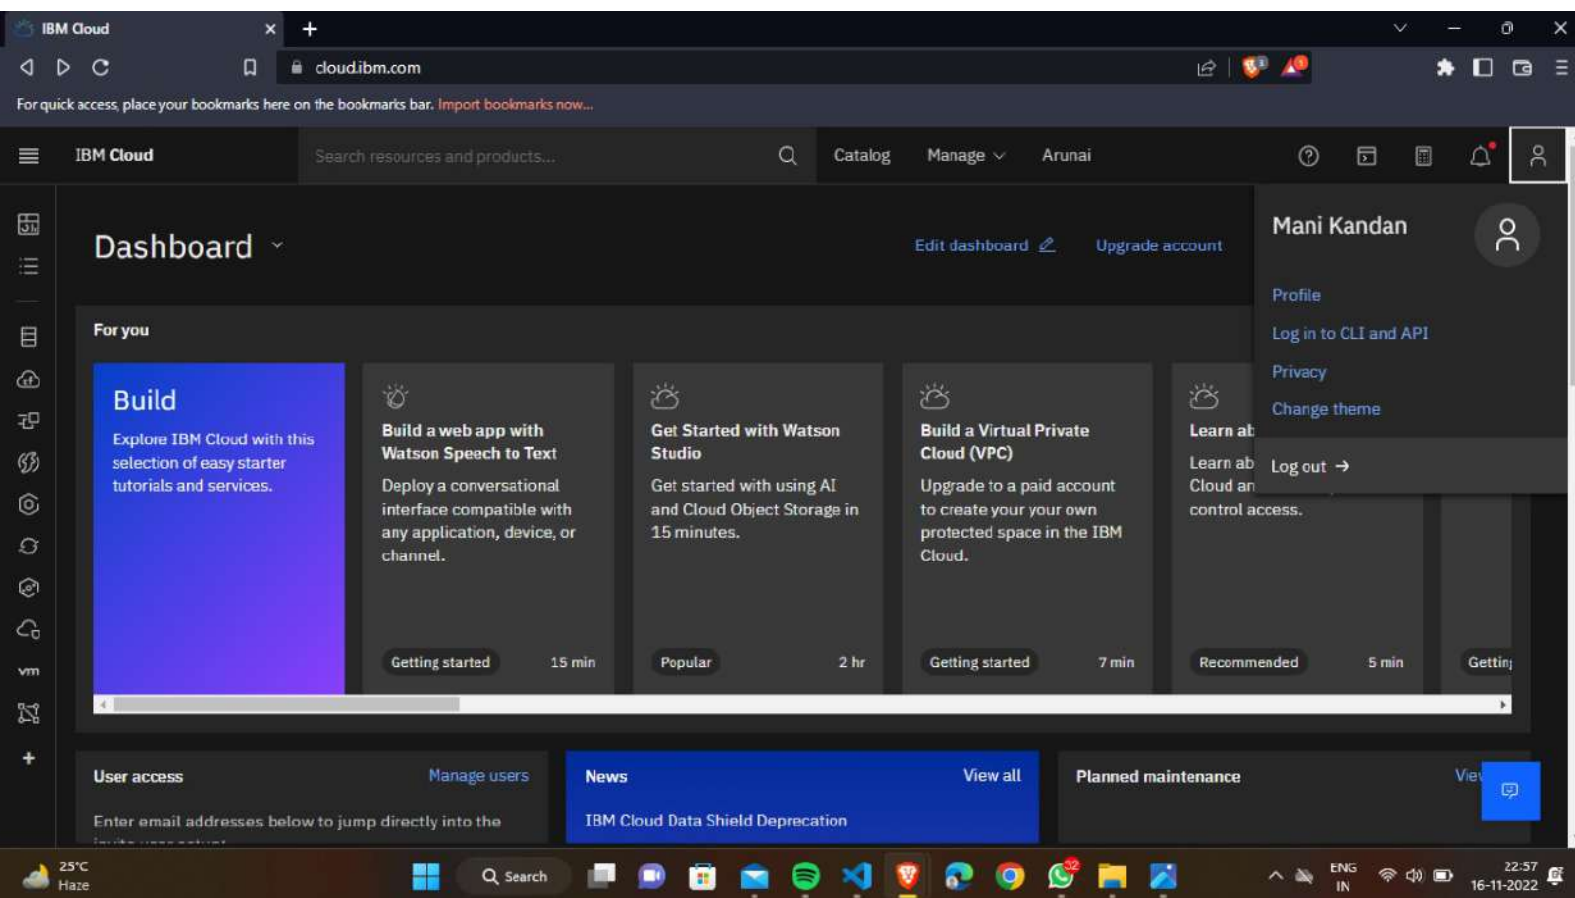 IBM Cloud
cloud.ibm.com
For quick access, place your bookmarks here on the bookmarks bar. Import bookmarks now...
IBM Cloud
Search resources and products...
Catalog
Manage
Arunai
Dashboard
Edit dashboard
Upgrade account
Mani Kandan
Profile
Log in to CLI and API
Privacy
Change theme
Log out →
For you
Build
Explore IBM Cloud with this
selection of easy starter
tutorials and services.
Build a web app with
Watson Speech to Text
Deploy a conversational
interface compatible with
any application, device, or
channel.
Getting started
15 min
Get Started with Watson
Studio
Get started with using AI
and Cloud Object Storage in
15 minutes.
Popular
2 hr
Build a Virtual Private
Cloud (VPC)
Upgrade to a paid account
to create your your own
protected space in the IBM
Cloud.
Getting started
7 min
Learn ab
Learn ab
Cloud an
control access.
Recommended
5 min
Getting
vm
User access
Manage users
Enter email addresses below to jump directly into the
News
View all
IBM Cloud Data Shield Deprecation
Planned maintenance
View
25°C
Haze
Search
32
ENG
IN
22:57
16-11-2022